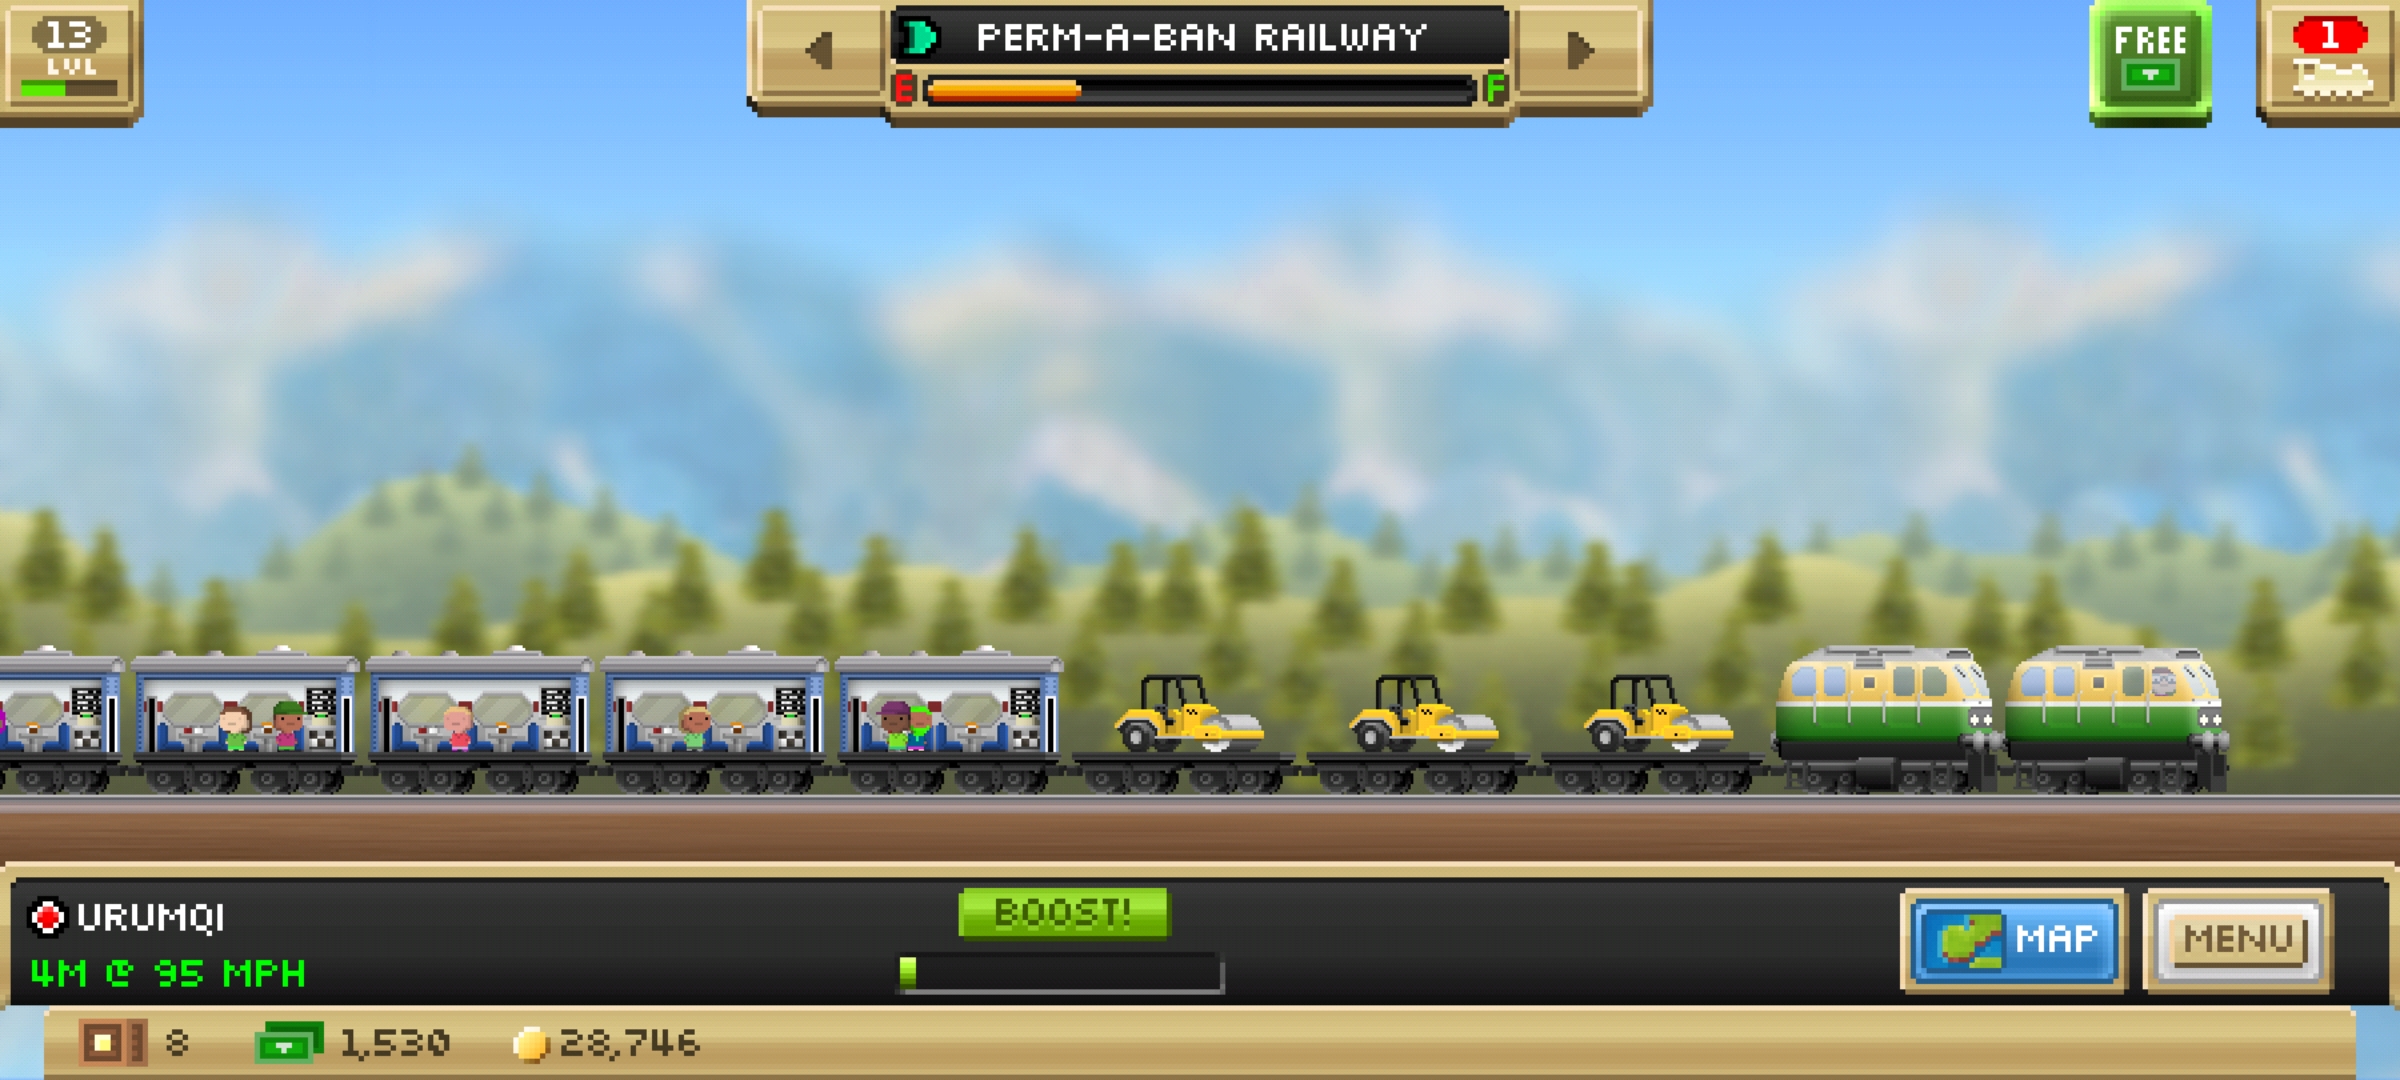 13
LVL
PERM-A-BAN RAILWAY
E F
FREE
1
URUMQI
4M @ 95 MPH
BOOST!
MAP
MENU
8 1,530 28,746